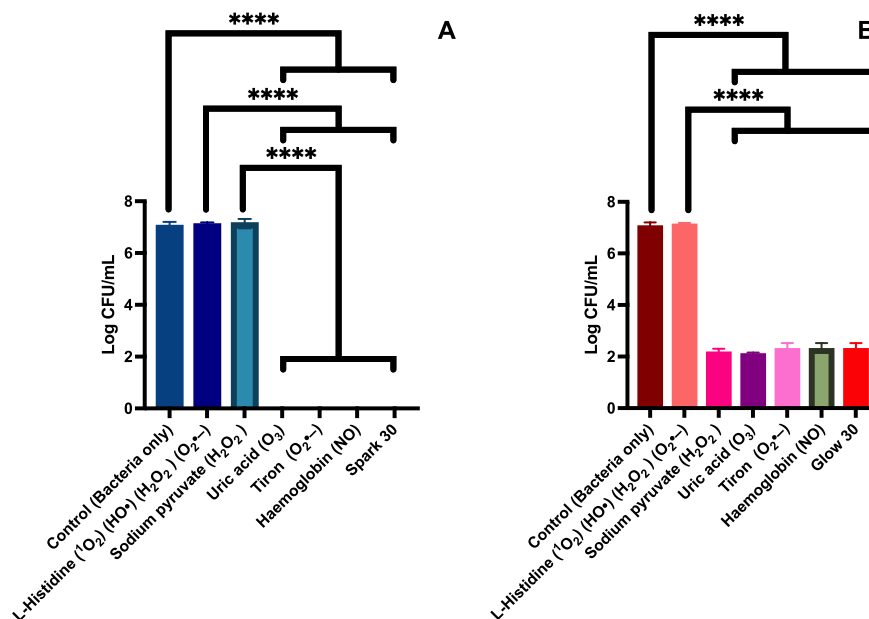 A
****
****
****
Log CFU/mL
8
6
4
2
0
Control (Bacteria only)
L-Histidine (¹O₂) (HO•) (H₂O₂) (O₂•–)
Sodium pyruvate (H₂O₂)
Uric acid (O₃)
Tiron (O₂•–)
Haemoglobin (NO)
Spark 30
****
****
Log CFU/mL
8
6
4
2
0
Control (Bacteria only)
L-Histidine (¹O₂) (HO•) (H₂O₂) (O₂•–)
Sodium pyruvate (H₂O₂)
Uric acid (O₃)
Tiron (O₂•–)
Haemoglobin (NO)
Glow 30